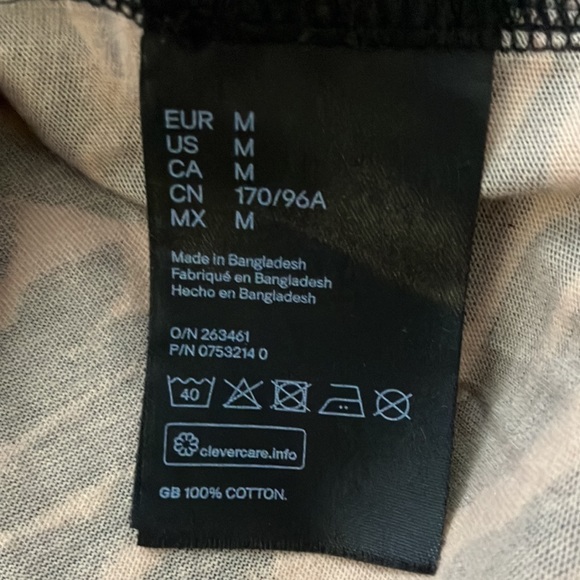 EUR M
US M
CA M
CN 170/96A
MX M
Made in Bangladesh
Fabriqué en Bangladesh
Hecho en Bangladesh
O/N 263461
P/N 0753214 0
40
clevercare.info
GB 100% COTTON.